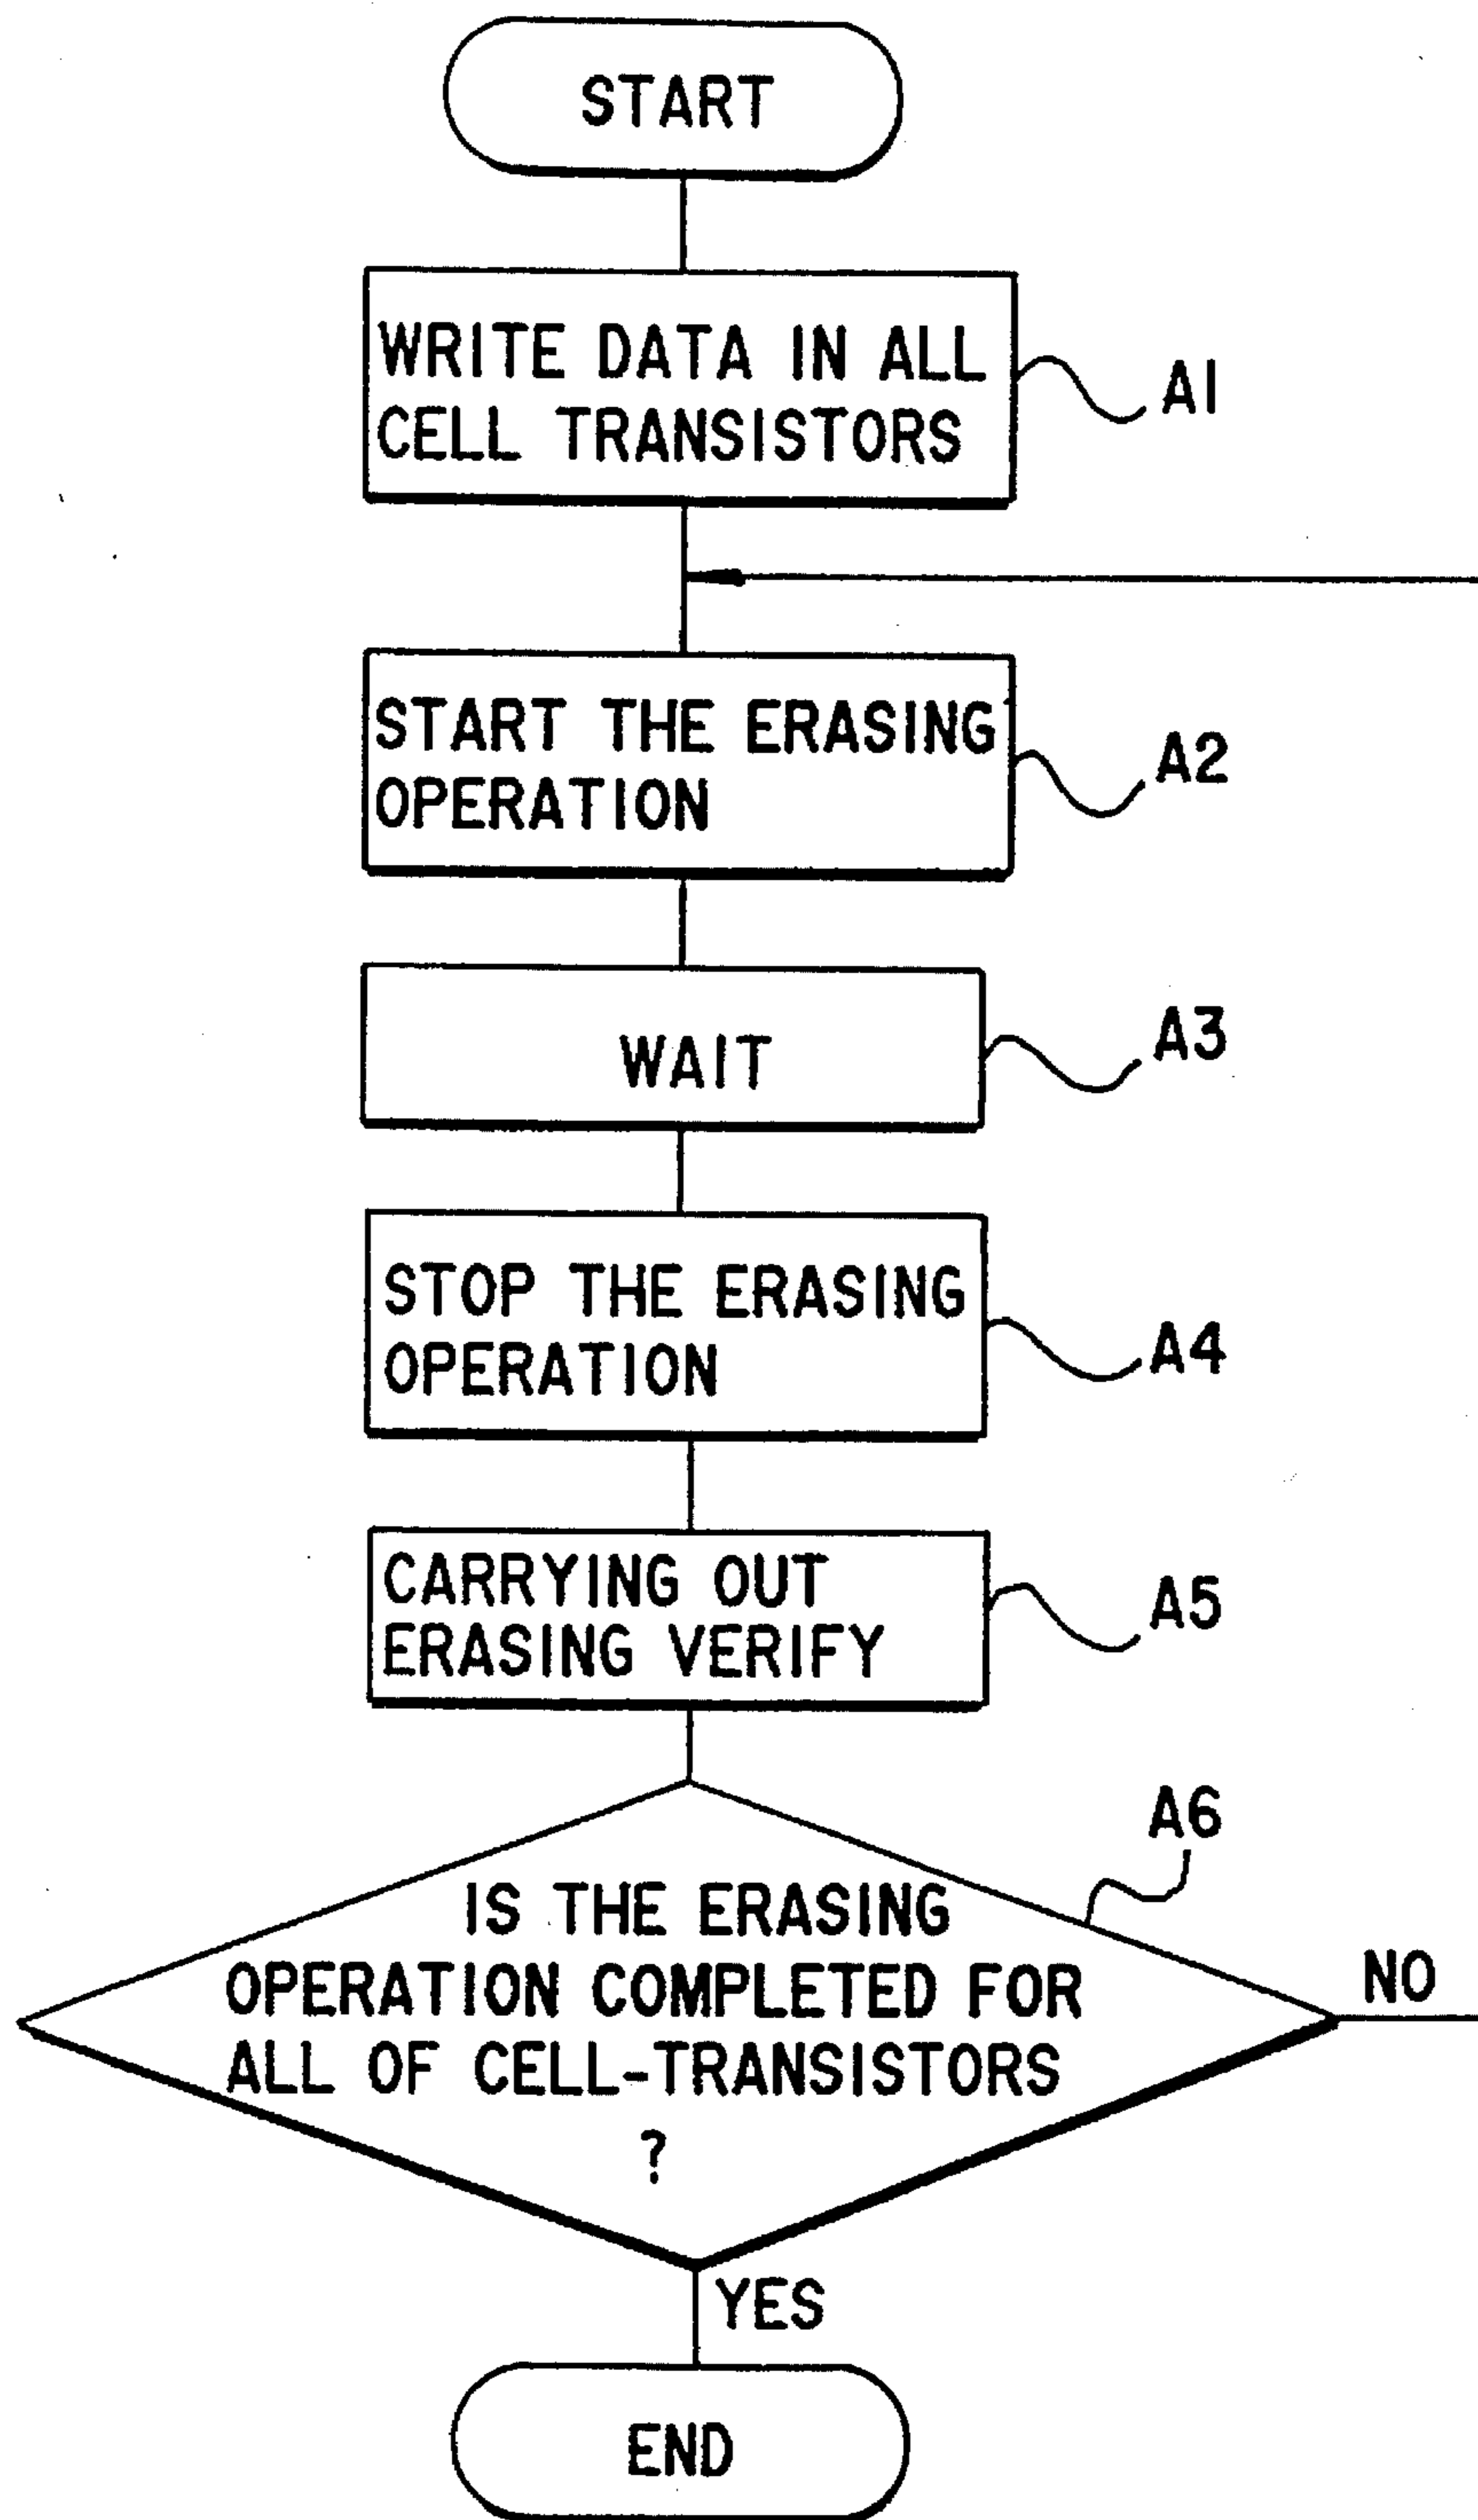 START
WRITE DATA IN ALL
CELL TRANSISTORS
A1
START THE ERASING
OPERATION
A2
WAIT
A3
STOP THE ERASING
OPERATION
A4
CARRYING OUT
ERASING VERIFY
A5
A6
IS THE ERASING
OPERATION COMPLETED FOR
ALL OF CELL-TRANSISTORS
?
NO
YES
END